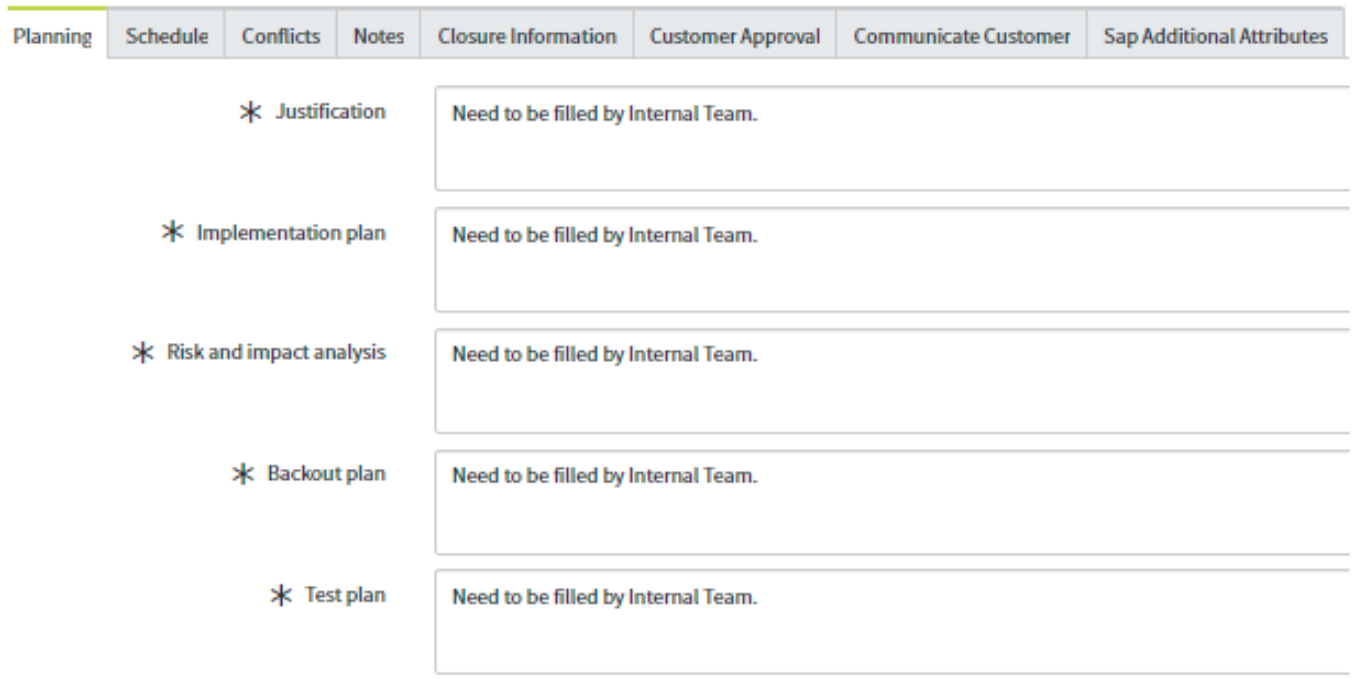 Planning Schedule Conflicts Notes Closure Information Customer Approval Communicate Customer Sap Additional Attributes
Justification Need to be filled by Internal Team.
Implementation plan Need to be filled by Internal Team.
Risk and impact analysis Need to be filled by Internal Team.
Backout plan Need to be filled by Internal Team.
Test plan Need to be filled by Internal Team.